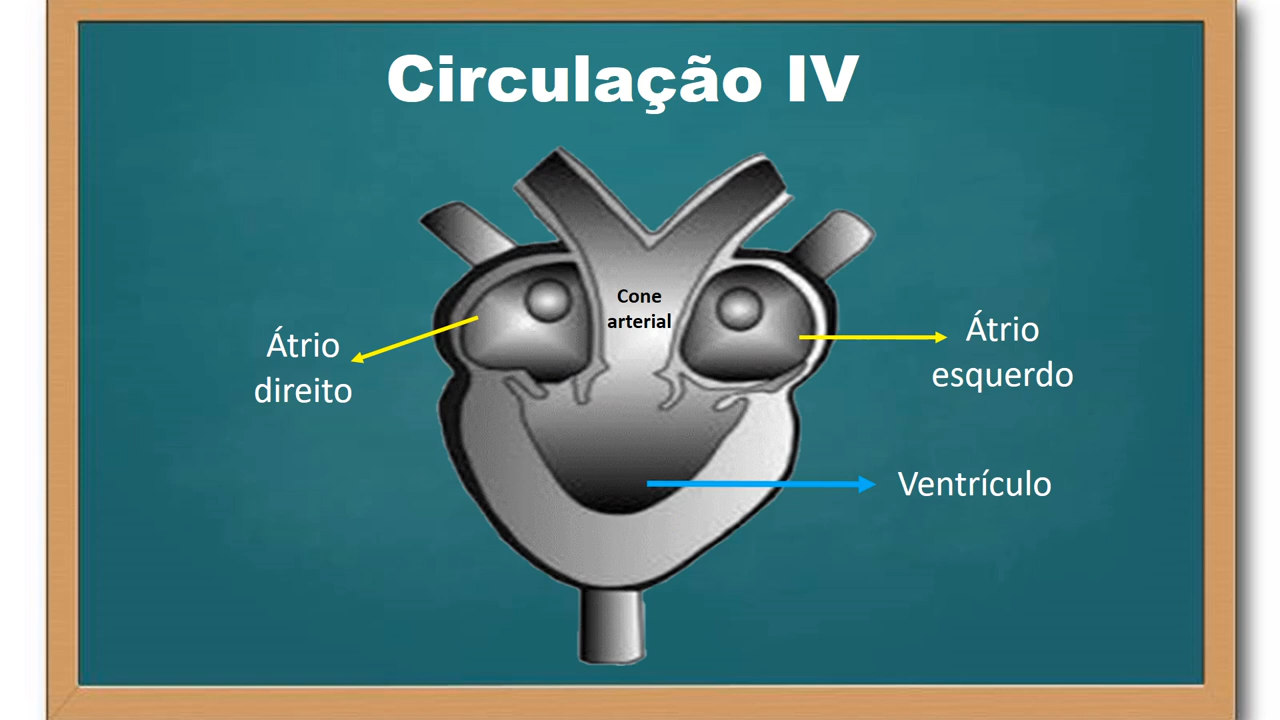 Circulação IV
Cone
arterial
Átrio
direito
Átrio
esquerdo
Ventrículo